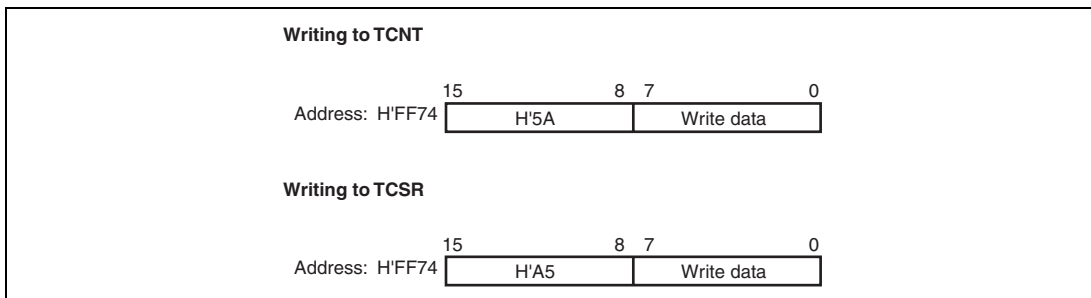 Writing to TCNT
15 8 7 0
Address: H'FF74 H'5A Write data
Writing to TCSR
15 8 7 0
Address: H'FF74 H'A5 Write data